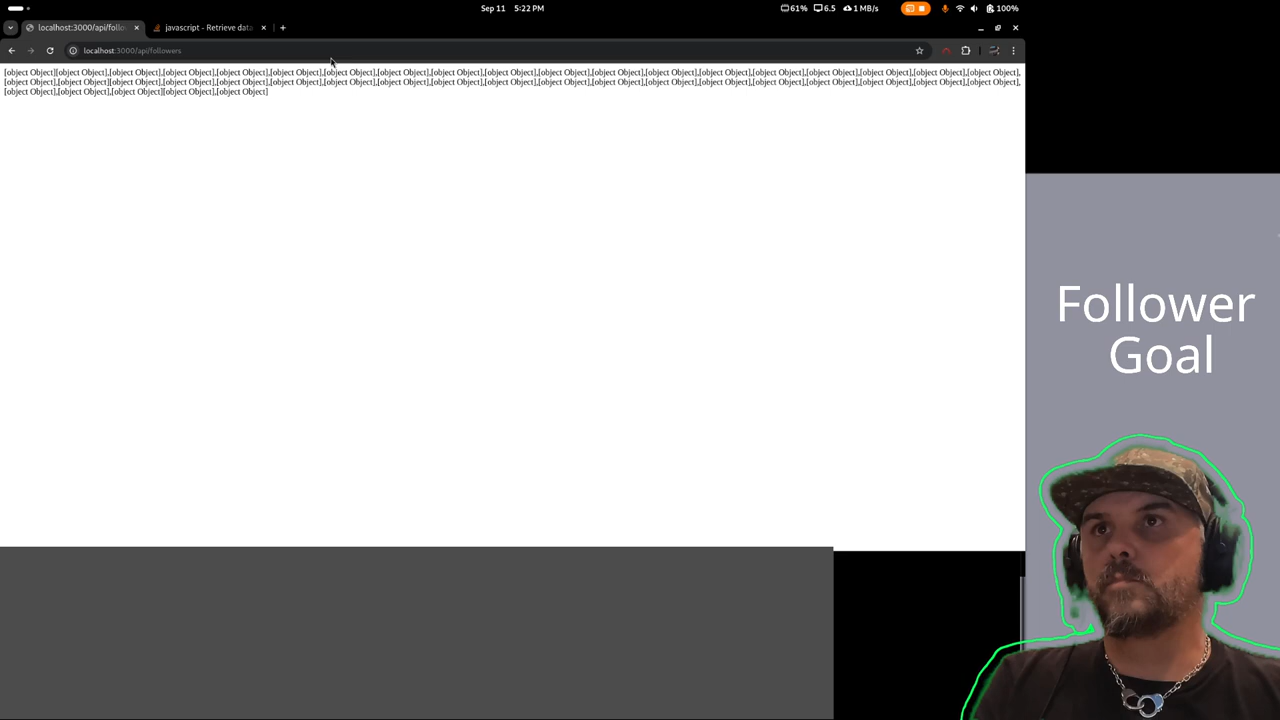 Sep 11 5:22 PM
61% 6.5 1 MB/s 100%
localhost:3000/api/follo
javascript - Retrieve data
localhost:3000/api/followers
[object Object][object Object],[object Object],[object Object],[object Object],[object Object],[object Object],[object Object],[object Object],[object Object],[object Object],[object Object],[object Object],[object Object],[object Object],[object Object],[object Object],[object Object],[object Object],
[object Object],[object Object][object Object],[object Object],[object Object],[object Object],[object Object],[object Object],[object Object],[object Object],[object Object],[object Object],[object Object],[object Object],[object Object],[object Object],[object Object],[object Object],[object Object],
[object Object],[object Object],[object Object][object Object],[object Object]
Follower
Goal